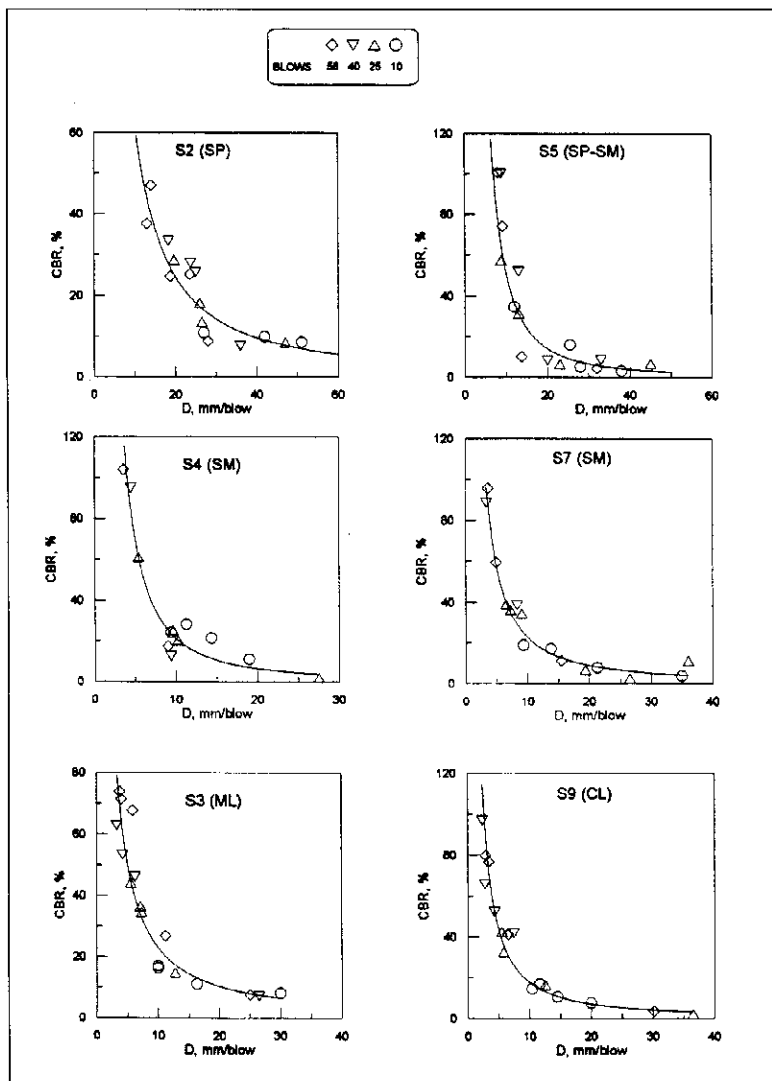 BLOWS 56 40 25 10
S2 (SP)
CBR, %
60
40
20
0
0 20 40 60
D, mm/blow
S5 (SP-SM)
CBR, %
120
80
40
0
0 20 40 60
D, mm/blow
S4 (SM)
CBR, %
120
80
40
0
0 10 20 30
D, mm/blow
S7 (SM)
CBR, %
120
80
40
0
0 10 20 30 40
D, mm/blow
S3 (ML)
CBR, %
80
60
40
20
0
0 10 20 30 40
D, mm/blow
S9 (CL)
CBR, %
120
80
40
0
0 10 20 30 40
D, mm/blow